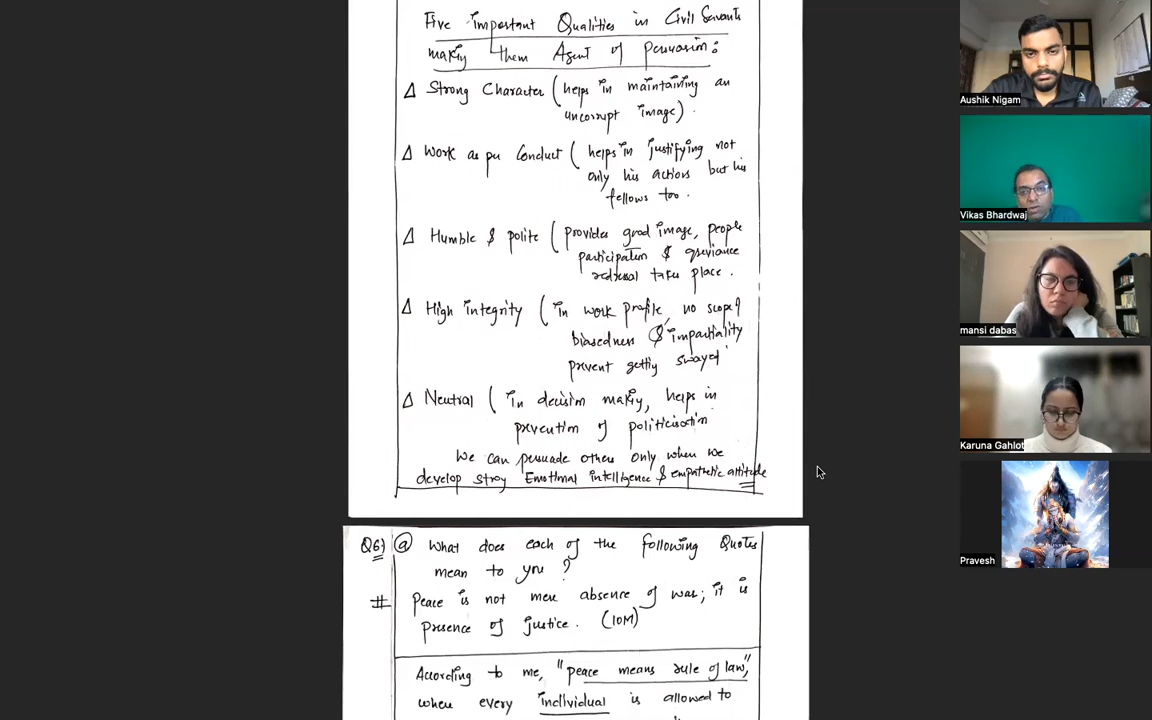 Five important Qualities in Civil Servants
making them Agent of Persuasion:
Δ Strong Character (helps in maintaining an
uncorrupt image).
Δ Work as per Conduct (helps in justifying not
only his actions but his
fellows too.
Δ Humble & polite (provides good image, people
participation & greviance
redressal take place.
Δ High integrity (in work profile, no scope of
biasedness & impartiality
prevent getting swayed
Δ Neutral (in decision making, helps in
prevention of politicisation
We can persuade others only when we
develop strong Emotional intelligence & empathetic attitude
Q6) a What does each of the following Quotes
mean to you?
# Peace is not mere absence of war; it is
presence of justice. (10M)
According to me, "peace means rule of law",
when every individual is allowed to
Aushik Nigam
Vikas Bhardwaj
mansi dabas
Karuna Gahlot
Pravesh